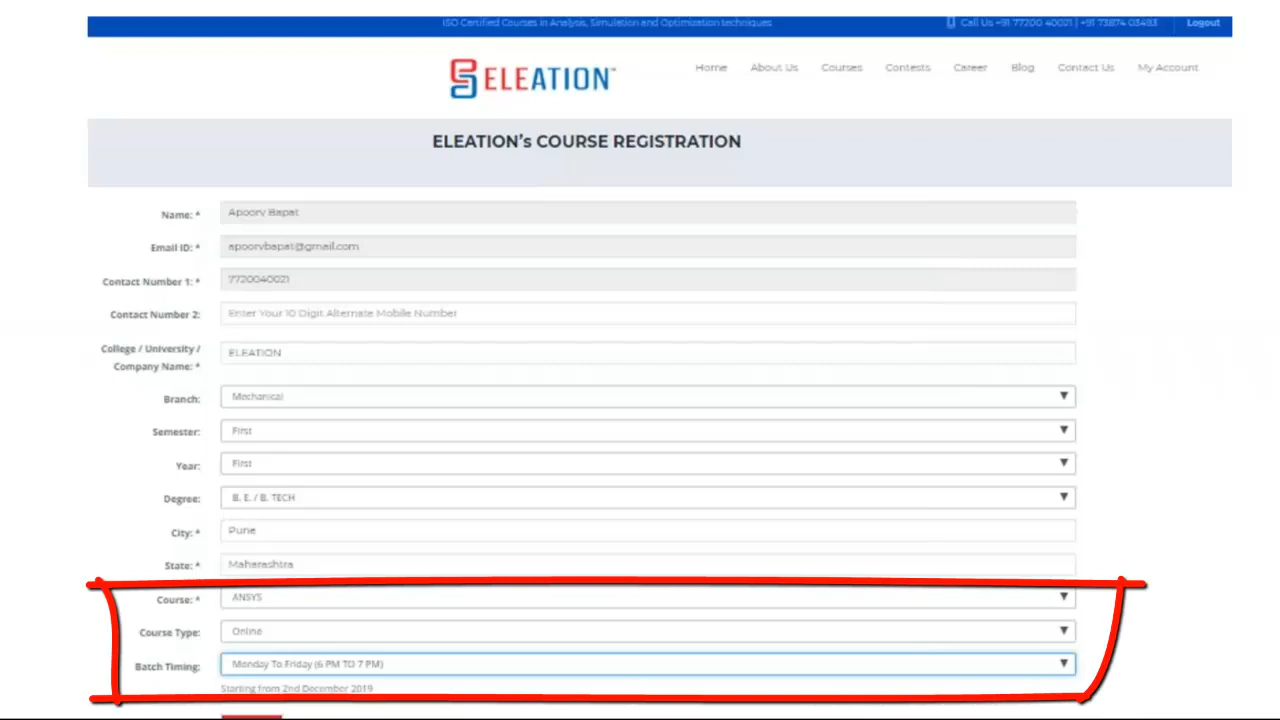 ISO Certified Courses in Analysis, Simulation and Optimization techniques Call Us +91 77200 40021 | +91 73874 03493 Logout
ELEATION™ Home About Us Courses Contests Career Blog Contact Us My Account
ELEATION's COURSE REGISTRATION
Name: * Apoorv Bapat
Email ID: * apoorvbapat@gmail.com
Contact Number 1: * 7720040021
Contact Number 2: Enter Your 10 Digit Alternate Mobile Number
College / University /
Company Name: * ELEATION
Branch: Mechanical
Semester: First
Year: First
Degree: B. E. / B. TECH
City: * Pune
State: * Maharashtra
Course: * ANSYS
Course Type: Online
Batch Timing: Monday To Friday (6 PM TO 7 PM)
Starting from 2nd December 2019